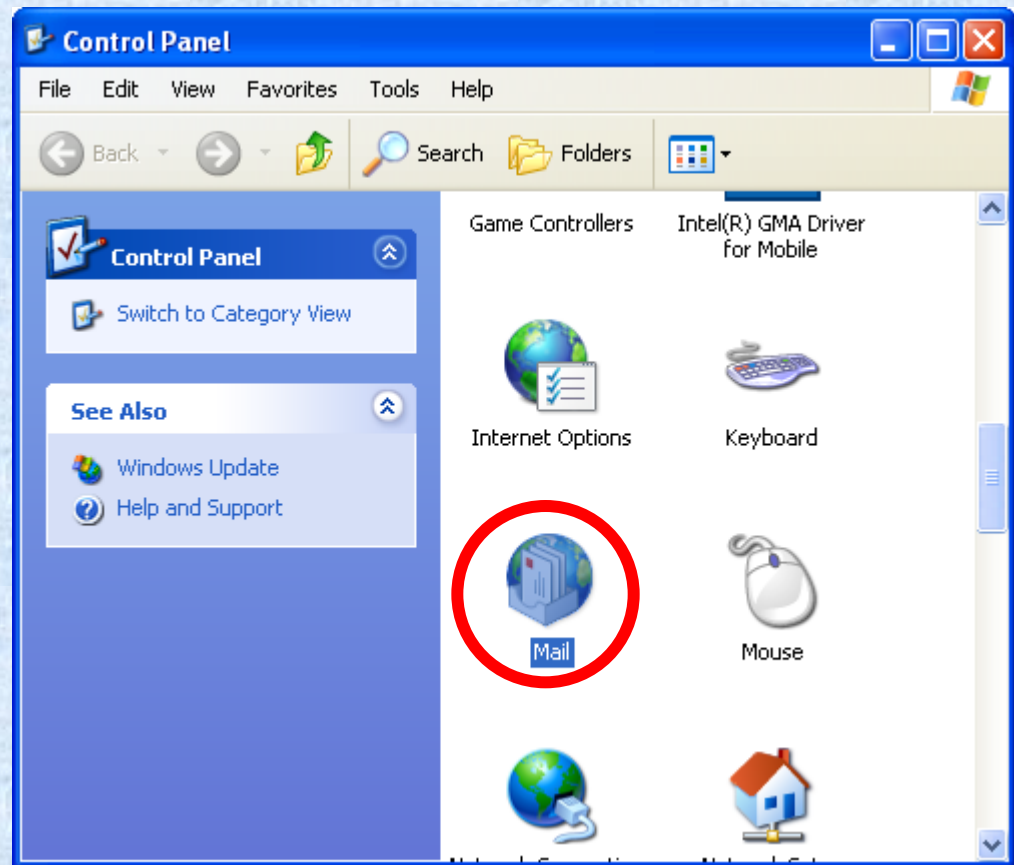 Control Panel
File Edit View Favorites Tools Help
Back Search Folders
Control Panel
Switch to Category View
See Also
Windows Update
Help and Support
Game Controllers
Intel(R) GMA Driver
for Mobile
Internet Options
Keyboard
Mail
Mouse